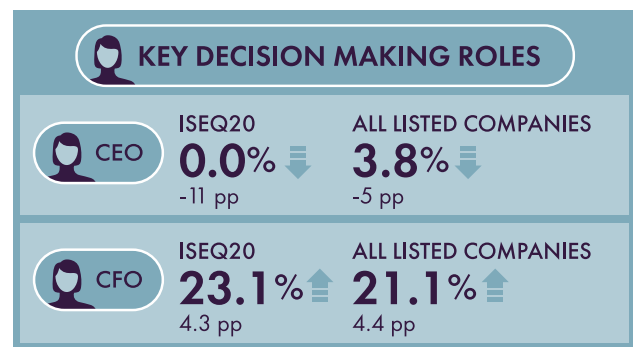 KEY DECISION MAKING ROLES
CEO
ISEQ20
0.0%
-11 pp
ALL LISTED COMPANIES
3.8%
-5 pp
CFO
ISEQ20
23.1%
4.3 pp
ALL LISTED COMPANIES
21.1%
4.4 pp